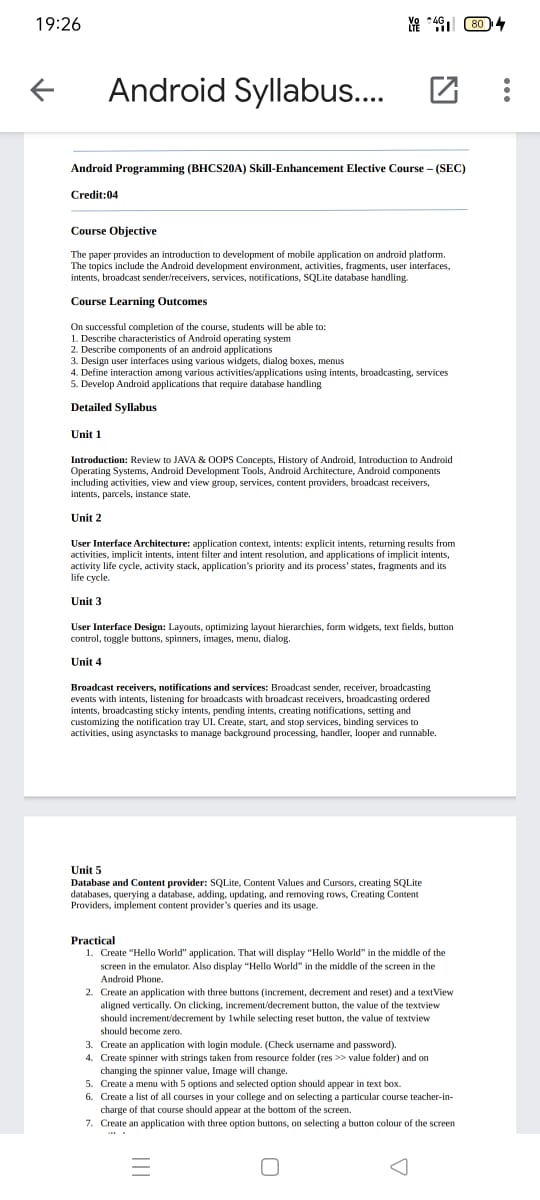 19:26
Vo LTE 4G 80
Android Syllabus....
Android Programming (BHCS20A) Skill-Enhancement Elective Course – (SEC)
Credit:04
Course Objective
The paper provides an introduction to development of mobile application on android platform.
The topics include the Android development environment, activities, fragments, user interfaces,
intents, broadcast sender/receivers, services, notifications, SQLite database handling.
Course Learning Outcomes
On successful completion of the course, students will be able to:
1. Describe characteristics of Android operating system
2. Describe components of an android applications
3. Design user interfaces using various widgets, dialog boxes, menus
4. Define interaction among various activities/applications using intents, broadcasting, services
5. Develop Android applications that require database handling
Detailed Syllabus
Unit 1
Introduction: Review to JAVA & OOPS Concepts, History of Android, Introduction to Android
Operating Systems, Android Development Tools, Android Architecture, Android components
including activities, view and view group, services, content providers, broadcast receivers,
intents, parcels, instance state.
Unit 2
User Interface Architecture: application context, intents: explicit intents, returning results from
activities, implicit intents, intent filter and intent resolution, and applications of implicit intents,
activity life cycle, activity stack, application's priority and its process' states, fragments and its
life cycle.
Unit 3
User Interface Design: Layouts, optimizing layout hierarchies, form widgets, text fields, button
control, toggle buttons, spinners, images, menu, dialog.
Unit 4
Broadcast receivers, notifications and services: Broadcast sender, receiver, broadcasting
events with intents, listening for broadcasts with broadcast receivers, broadcasting ordered
intents, broadcasting sticky intents, pending intents, creating notifications, setting and
customizing the notification tray UI. Create, start, and stop services, binding services to
activities, using asynctasks to manage background processing, handler, looper and runnable.
Unit 5
Database and Content provider: SQLite, Content Values and Cursors, creating SQLite
databases, querying a database, adding, updating, and removing rows, Creating Content
Providers, implement content provider's queries and its usage.
Practical
1. Create "Hello World" application. That will display "Hello World" in the middle of the
screen in the emulator. Also display "Hello World" in the middle of the screen in the
Android Phone.
2. Create an application with three buttons (increment, decrement and reset) and a textView
aligned vertically. On clicking, increment/decrement button, the value of the textview
should increment/decrement by 1while selecting reset button, the value of textview
should become zero.
3. Create an application with login module. (Check username and password).
4. Create spinner with strings taken from resource folder (res >> value folder) and on
changing the spinner value, Image will change.
5. Create a menu with 5 options and selected option should appear in text box.
6. Create a list of all courses in your college and on selecting a particular course teacher-in-
charge of that course should appear at the bottom of the screen.
7. Create an application with three option buttons, on selecting a button colour of the screen